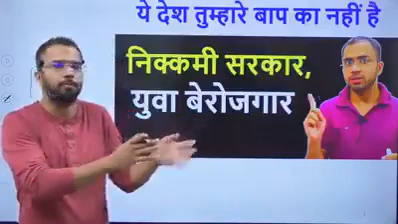 ये देश तुम्हारे बाप का नहीं है
निक्कमी सरकार,
युवा बेरोजगार